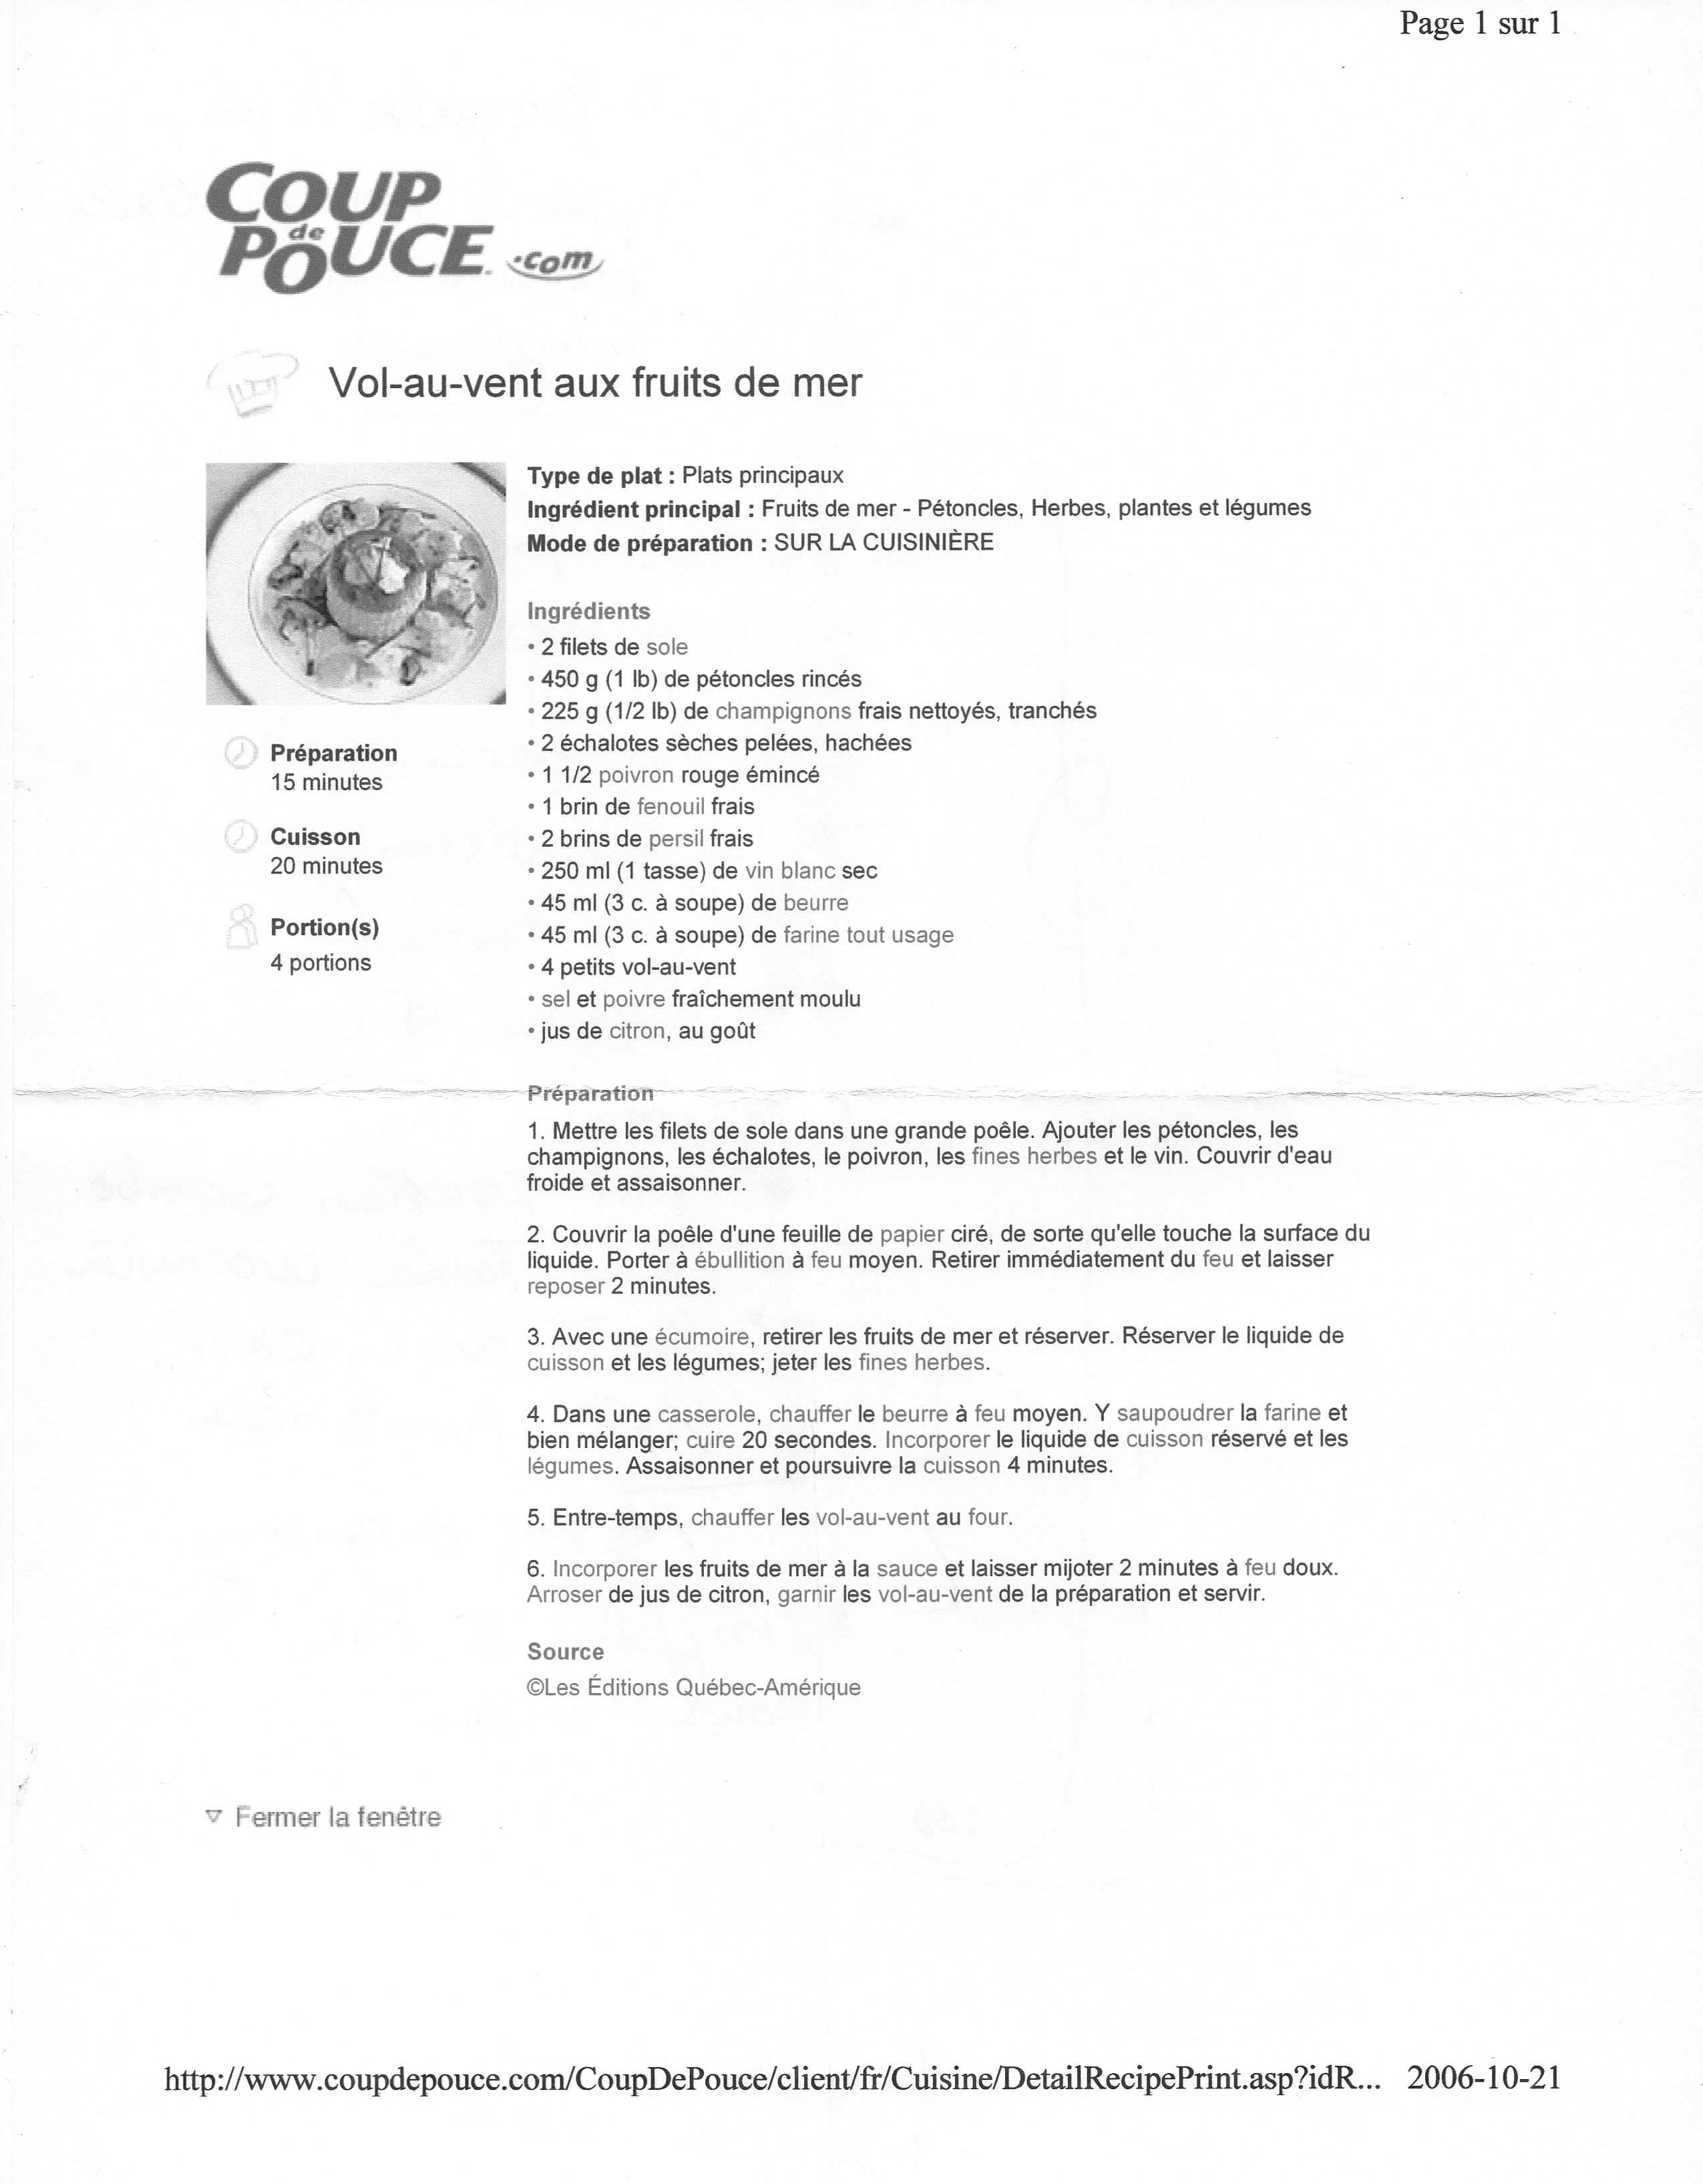 Page 1 sur 1
COUP
de
POUCE .com
Vol-au-vent aux fruits de mer
Type de plat : Plats principaux
Ingrédient principal : Fruits de mer - Pétoncles, Herbes, plantes et légumes
Mode de préparation : SUR LA CUISINIÈRE
Préparation
15 minutes
Cuisson
20 minutes
Portion(s)
4 portions
Ingrédients
• 2 filets de sole
• 450 g (1 lb) de pétoncles rincés
• 225 g (1/2 lb) de champignons frais nettoyés, tranchés
• 2 échalotes sèches pelées, hachées
• 1 1/2 poivron rouge émincé
• 1 brin de fenouil frais
• 2 brins de persil frais
• 250 ml (1 tasse) de vin blanc sec
• 45 ml (3 c. à soupe) de beurre
• 45 ml (3 c. à soupe) de farine tout usage
• 4 petits vol-au-vent
• sel et poivre fraîchement moulu
• jus de citron, au goût
Préparation
1. Mettre les filets de sole dans une grande poêle. Ajouter les pétoncles, les
champignons, les échalotes, le poivron, les fines herbes et le vin. Couvrir d'eau
froide et assaisonner.
2. Couvrir la poêle d'une feuille de papier ciré, de sorte qu'elle touche la surface du
liquide. Porter à ébullition à feu moyen. Retirer immédiatement du feu et laisser
reposer 2 minutes.
3. Avec une écumoire, retirer les fruits de mer et réserver. Réserver le liquide de
cuisson et les légumes; jeter les fines herbes.
4. Dans une casserole, chauffer le beurre à feu moyen. Y saupoudrer la farine et
bien mélanger; cuire 20 secondes. Incorporer le liquide de cuisson réservé et les
légumes. Assaisonner et poursuivre la cuisson 4 minutes.
5. Entre-temps, chauffer les vol-au-vent au four.
6. Incorporer les fruits de mer à la sauce et laisser mijoter 2 minutes à feu doux.
Arroser de jus de citron, garnir les vol-au-vent de la préparation et servir.
Source
©Les Éditions Québec-Amérique
Fermer la fenêtre
http://www.coupdepouce.com/CoupDePouce/client/fr/Cuisine/DetailRecipePrint.asp?idR... 2006-10-21